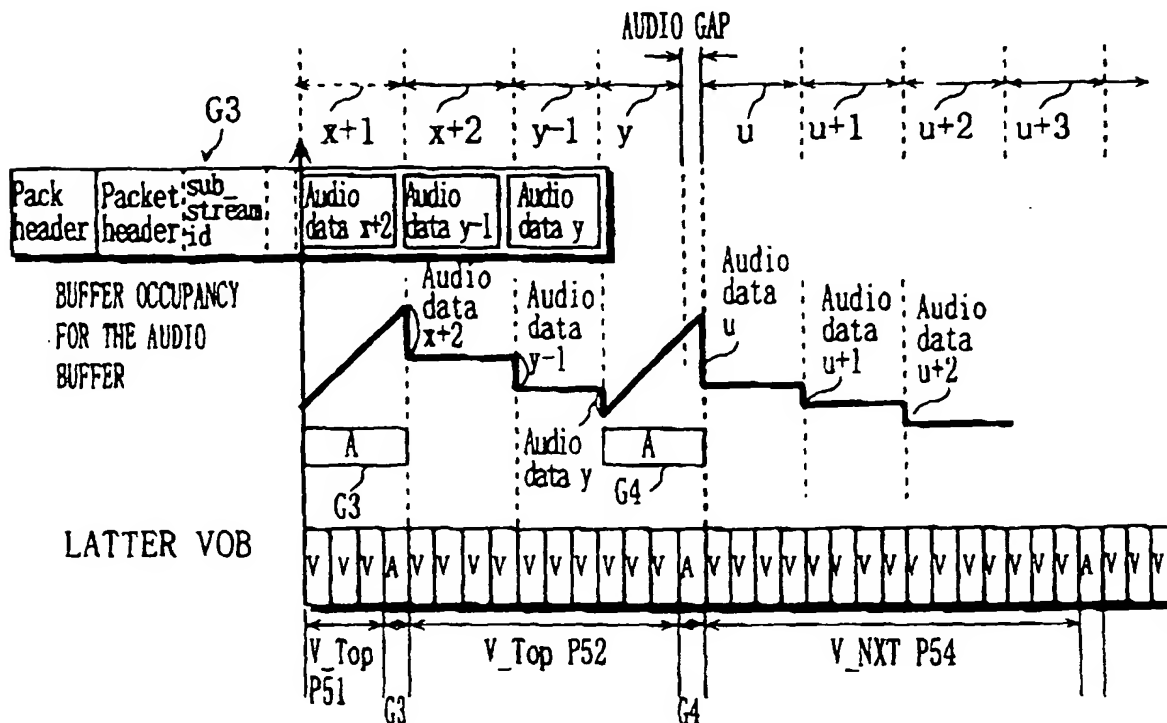 AUDIO GAP
x+1 x+2 y-1 y u u+1 u+2 u+3
G3
Pack
header
Packet
header
sub_
stream
id
Audio
data x+2
Audio
data y-1
Audio
data y
BUFFER OCCUPANCY
FOR THE AUDIO
BUFFER
Audio
data
x+2
Audio
data
y-1
Audio
data y
Audio
data
u
Audio
data
u+1
Audio
data
u+2
A
G3
A
G4
LATTER VOB
V V V A V V V V V V V V V V A V V V V V V V V V V V V V V A V V V
V_Top
P51
G3
V_Top P52
G4
V_NXT P54